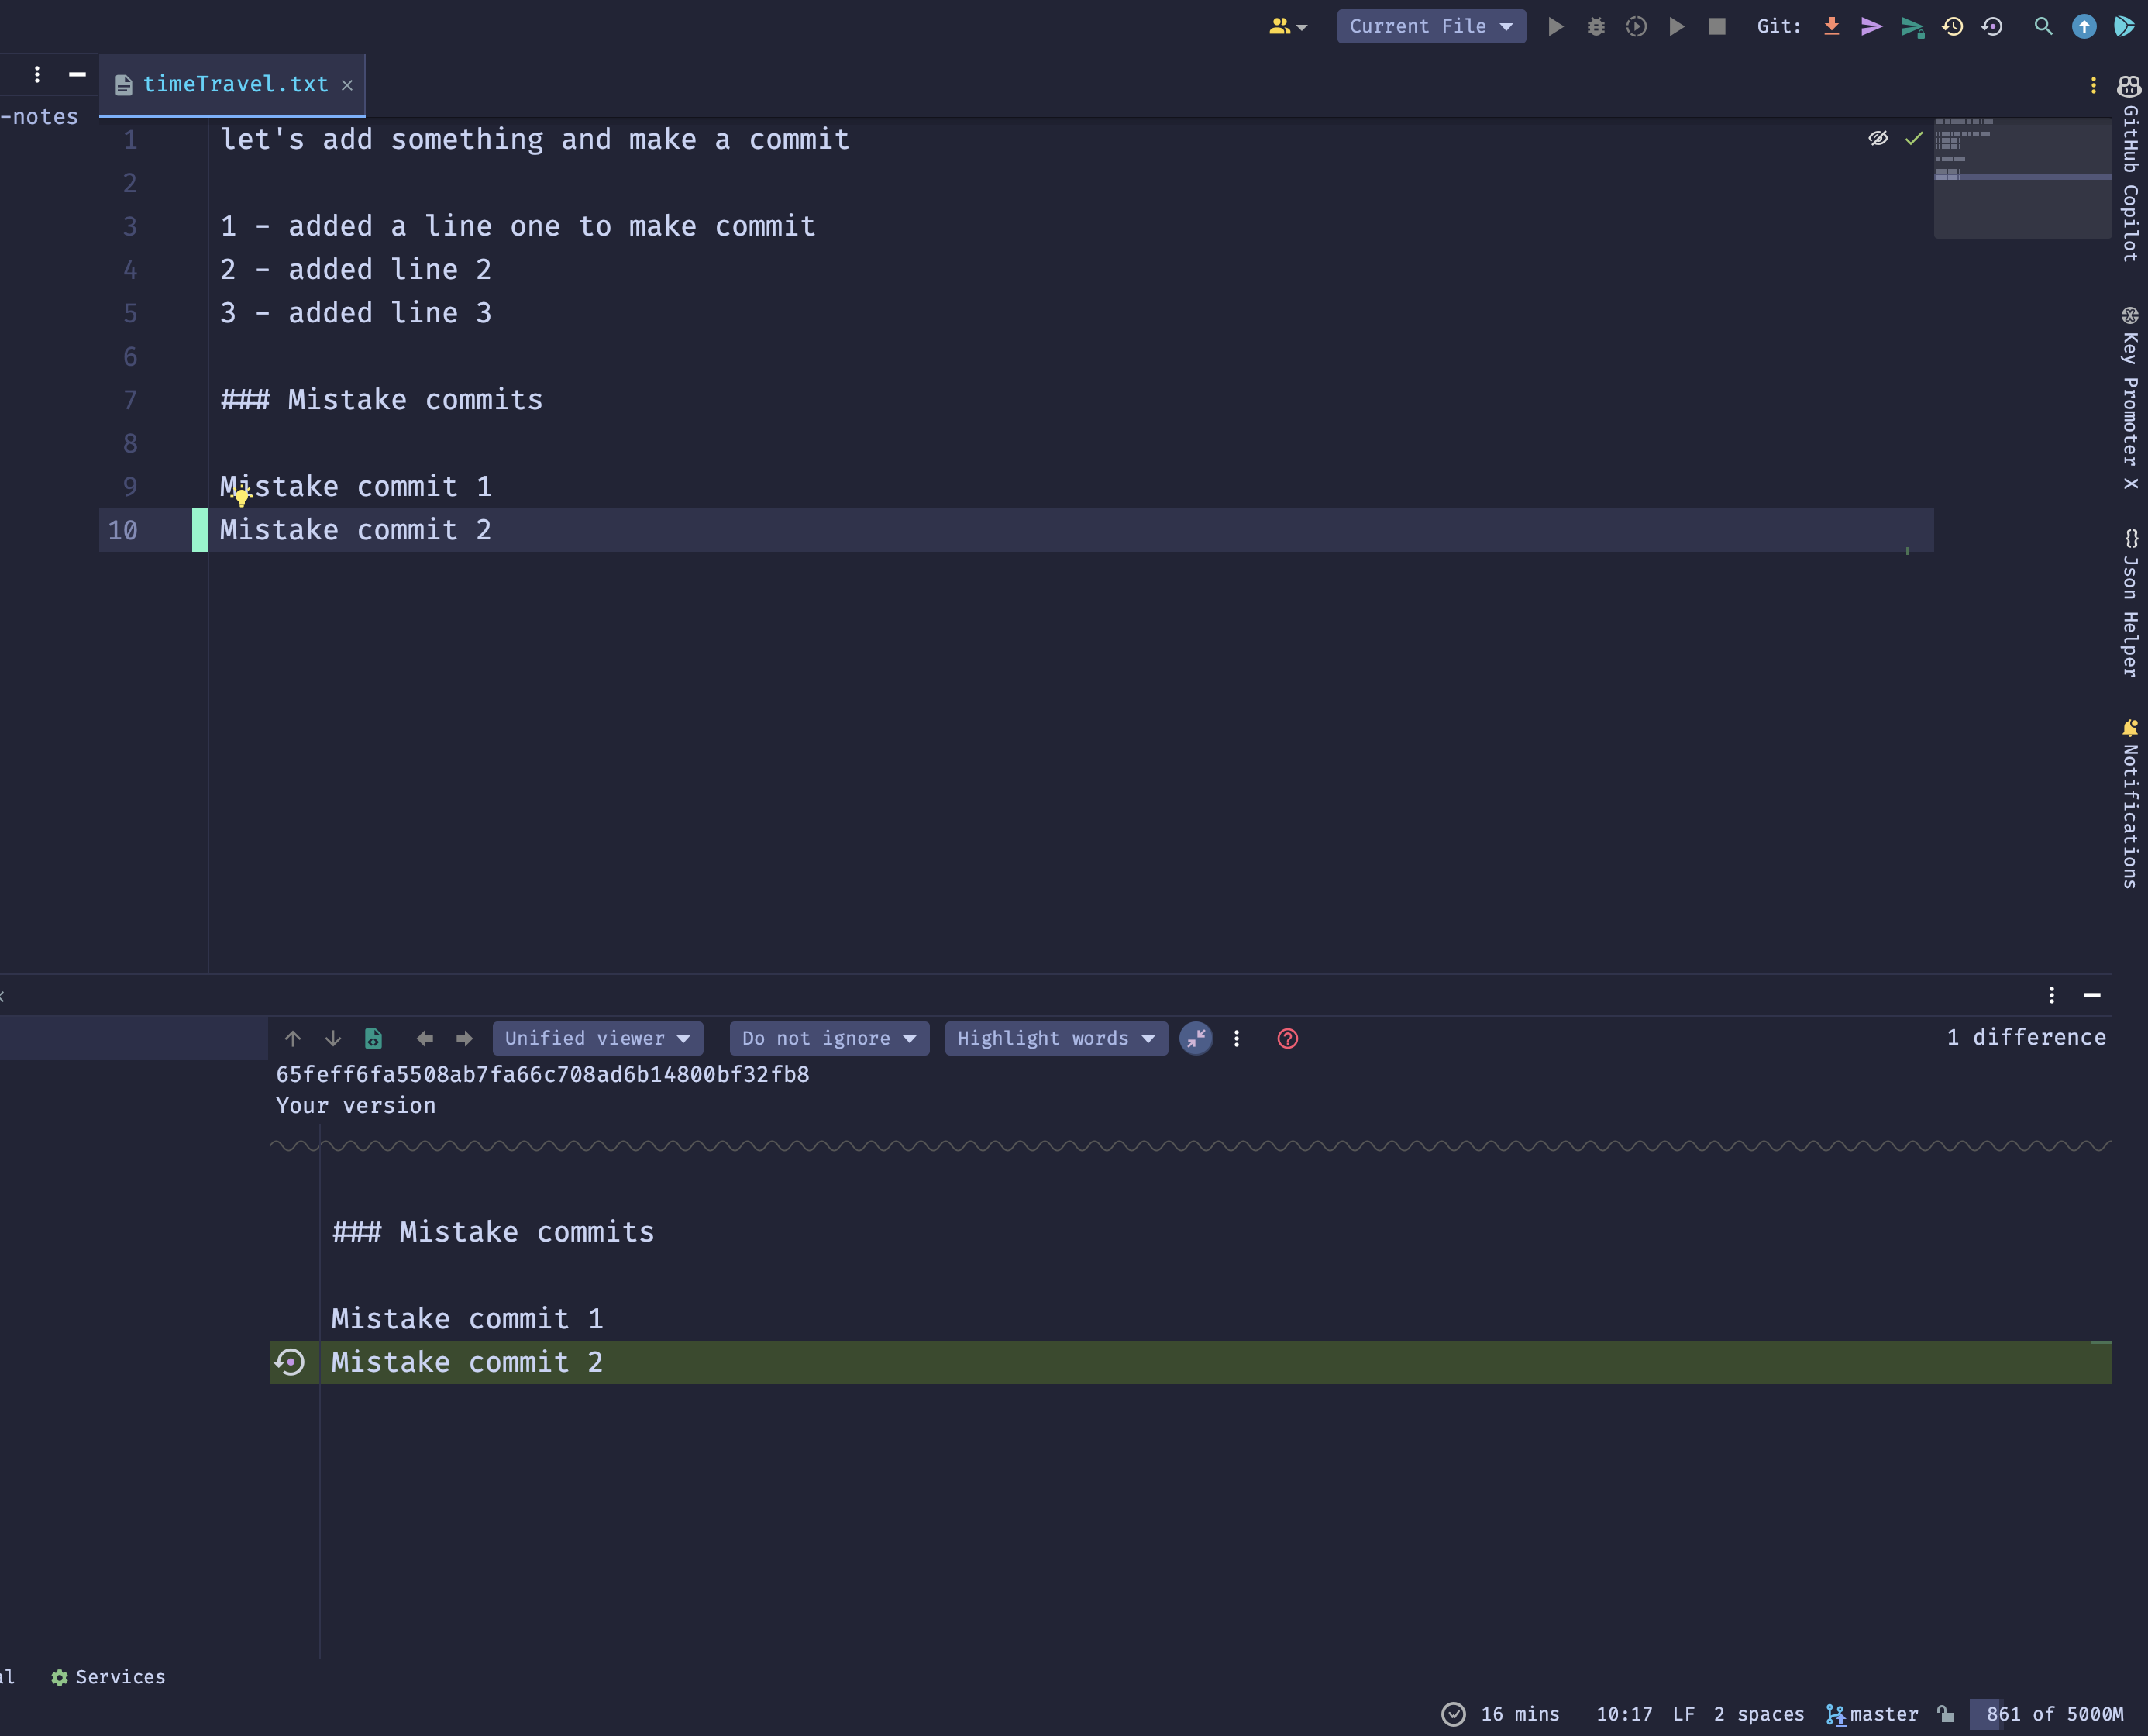 Current File
Git:
-notes
timeTravel.txt
1 let's add something and make a commit
2
3 1 - added a line one to make commit
4 2 - added line 2
5 3 - added line 3
6
7 ### Mistake commits
8
9 Mistake commit 1
10 Mistake commit 2
GitHub Copilot
Key Promoter X
Json Helper
Notifications
Unified viewer
Do not ignore
Highlight words
1 difference
65feff6fa5508ab7fa66c708ad6b14800bf32fb8
Your version
### Mistake commits
Mistake commit 1
Mistake commit 2
al Services
16 mins 10:17 LF 2 spaces master 861 of 5000M